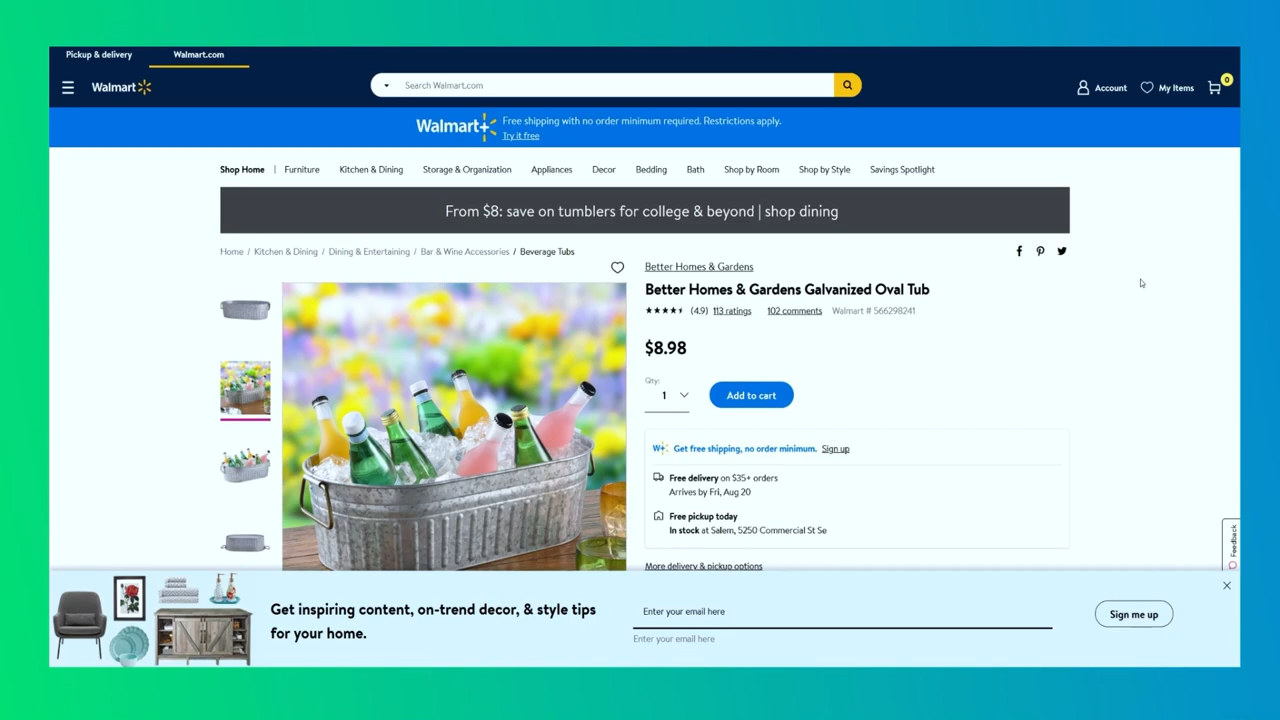 Pickup & delivery
Walmart.com
Walmart
Search Walmart.com
Account
My Items
0
Walmart+
Free shipping with no order minimum required. Restrictions apply.
Try it free
Shop Home | Furniture Kitchen & Dining Storage & Organization Appliances Decor Bedding Bath Shop by Room Shop by Style Savings Spotlight
From $8: save on tumblers for college & beyond | shop dining
Home / Kitchen & Dining / Dining & Entertaining / Bar & Wine Accessories / Beverage Tubs
Better Homes & Gardens
Better Homes & Gardens Galvanized Oval Tub
(4.9) 113 ratings 102 comments Walmart # 566298241
$8.98
Qty:
1
Add to cart
W+ Get free shipping, no order minimum. Sign up
Free delivery on $35+ orders
Arrives by Fri, Aug 20
Free pickup today
In stock at Salem, 5250 Commercial St Se
More delivery & pickup options
Feedback
Get inspiring content, on-trend decor, & style tips
for your home.
Enter your email here
Enter your email here
Sign me up